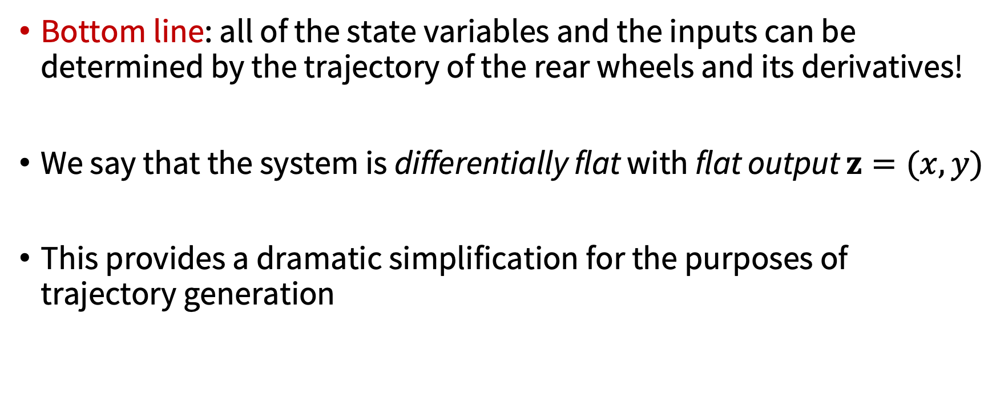 • Bottom line: all of the state variables and the inputs can be
determined by the trajectory of the rear wheels and its derivatives!
• We say that the system is differentially flat with flat output 𝐳 = (𝑥, 𝑦)
• This provides a dramatic simplification for the purposes of
trajectory generation